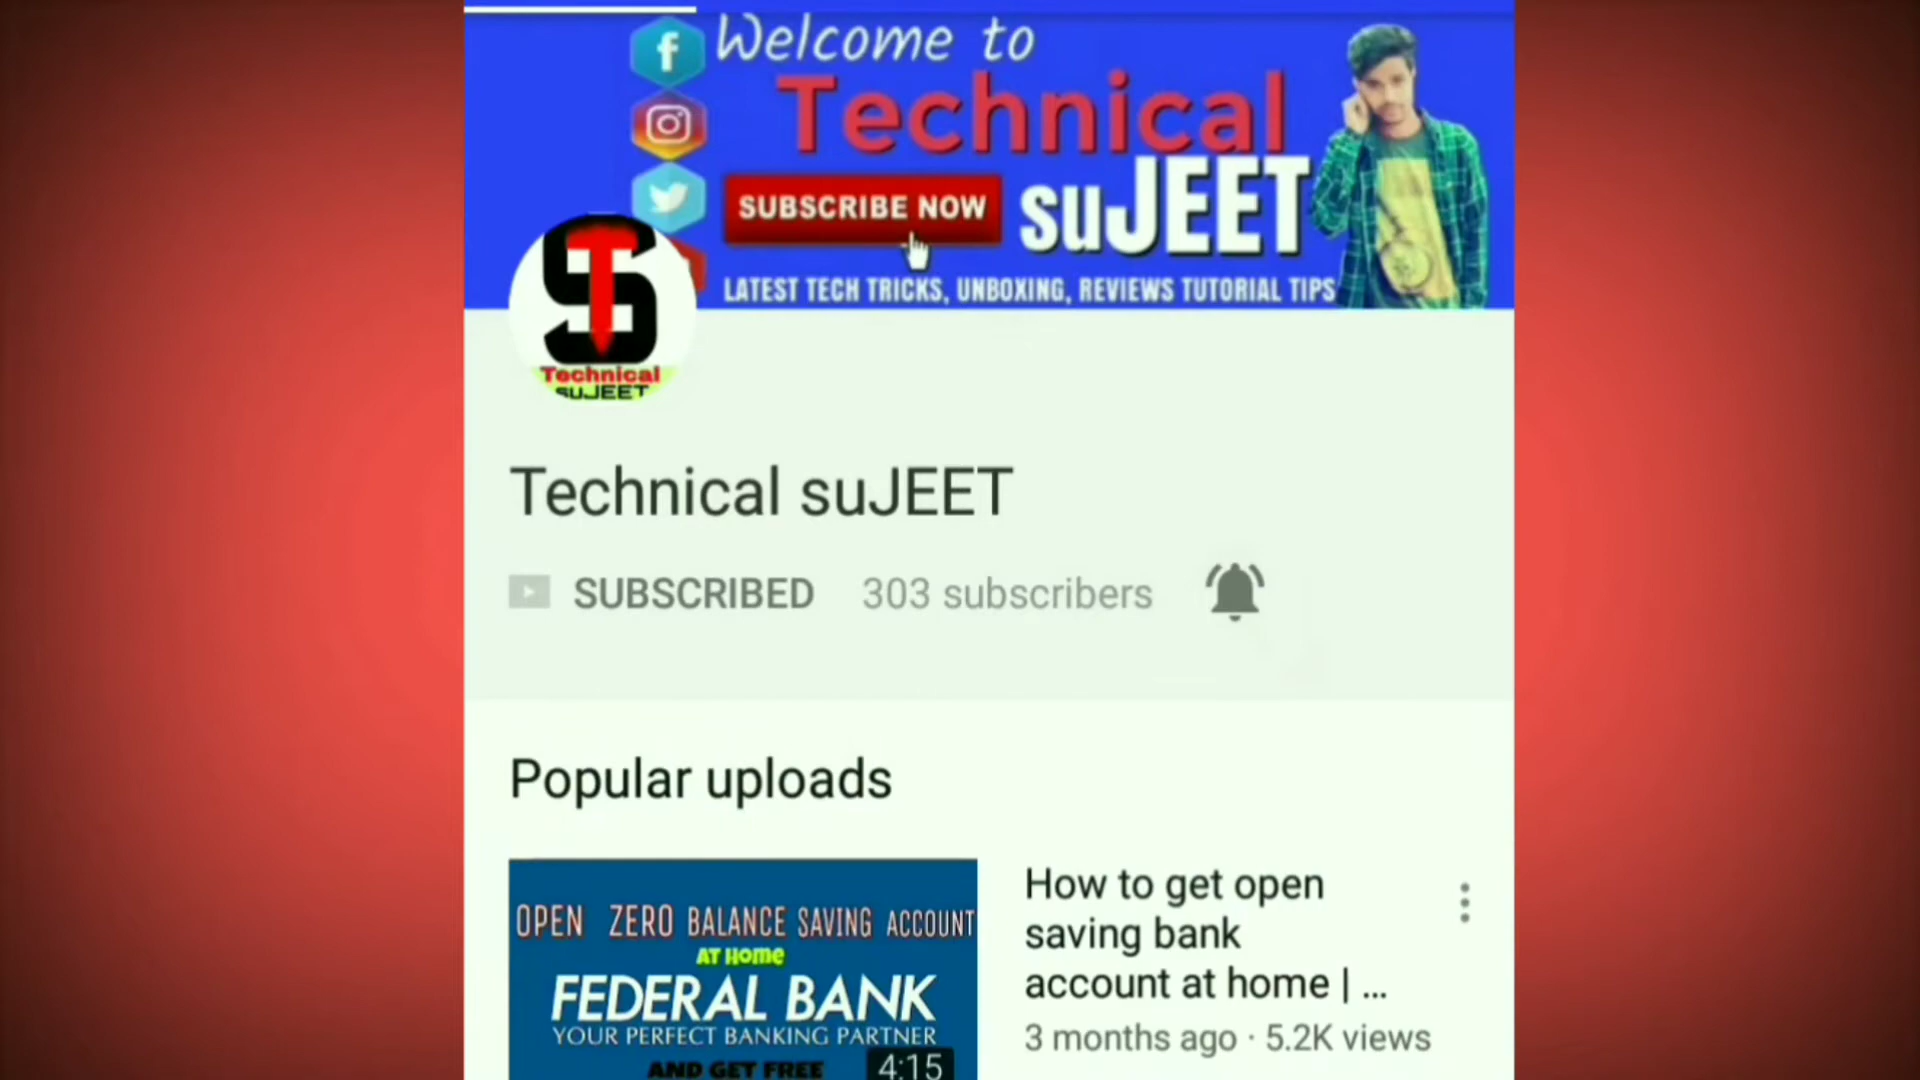 Welcome to
Technical
suJEET
SUBSCRIBE NOW
LATEST TECH TRICKS, UNBOXING, REVIEWS TUTORIAL TIPS
TS
Technical
suJEET
Technical suJEET
SUBSCRIBED 303 subscribers
Popular uploads
OPEN ZERO BALANCE SAVING ACCOUNT
AT Home
FEDERAL BANK
YOUR PERFECT BANKING PARTNER
AND GET FREE
4:15
How to get open
saving bank
account at home | ...
3 months ago · 5.2K views